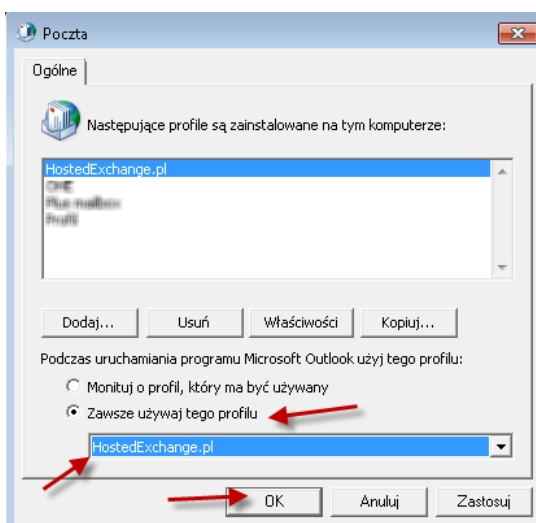 Poczta
Ogólne
Następujące profile są zainstalowane na tym komputerze:
HostedExchange.pl
Dodaj...
Usuń
Właściwości
Kopiuj...
Podczas uruchamiania programu Microsoft Outlook użyj tego profilu:
Monituj o profil, który ma być używany
Zawsze używaj tego profilu
HostedExchange.pl
OK
Anuluj
Zastosuj